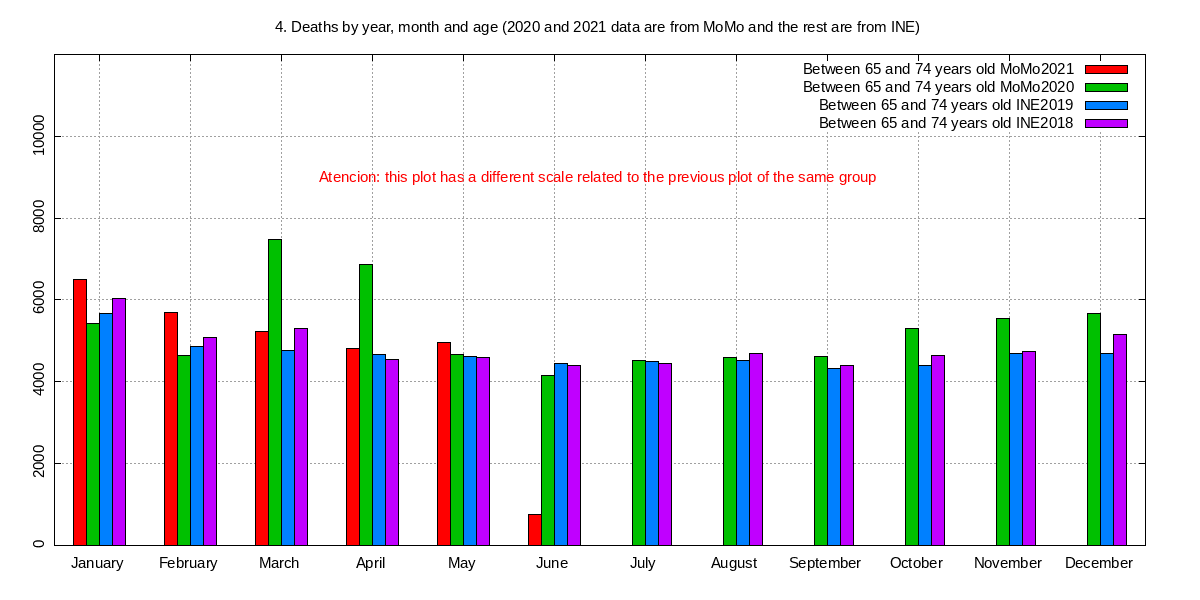 4. Deaths by year, month and age (2020 and 2021 data are from MoMo and the rest are from INE)
Between 65 and 74 years old MoMo2021
Between 65 and 74 years old MoMo2020
Between 65 and 74 years old INE2019
Between 65 and 74 years old INE2018
Atencion: this plot has a different scale related to the previous plot of the same group
10000
8000
6000
4000
2000
0
January February March April May June July August September October November December